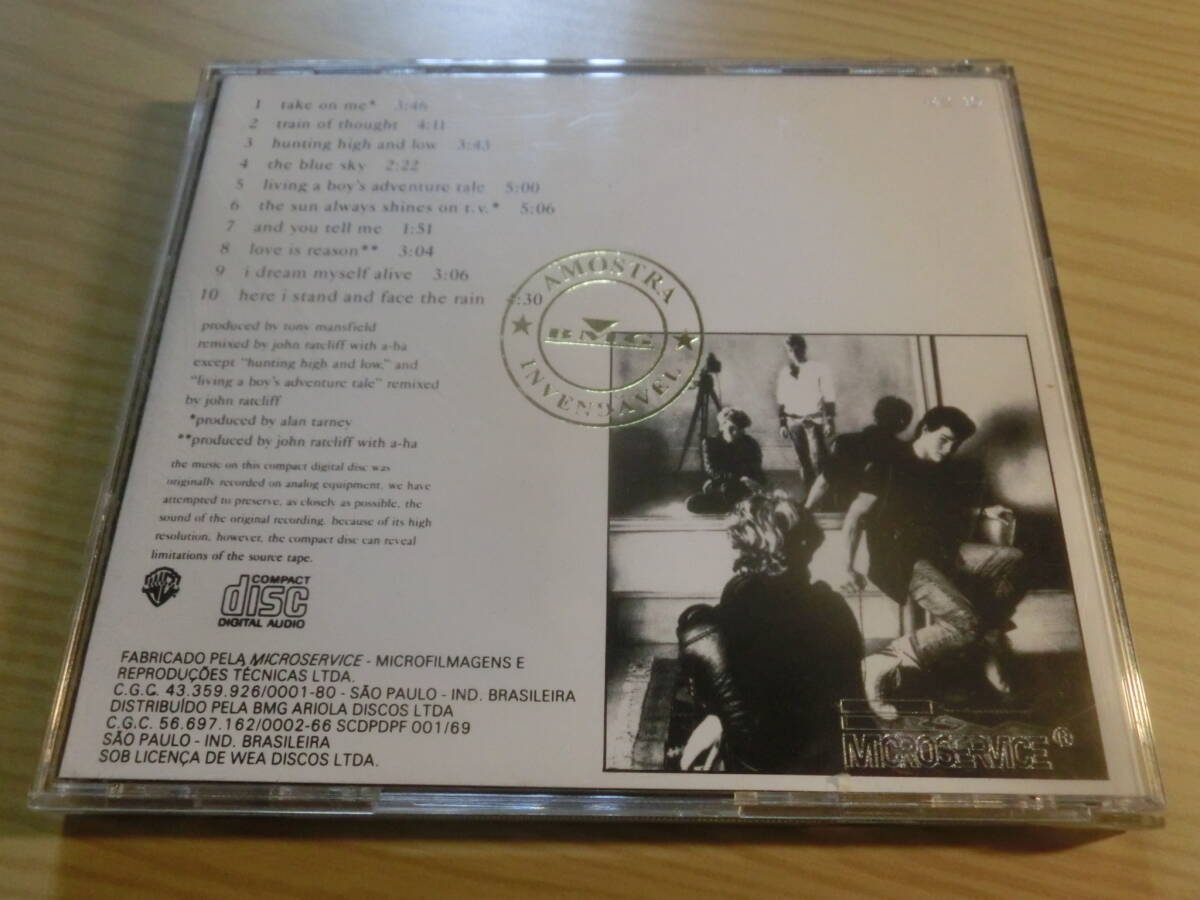 1 take on me* 3:46
2 train of thought 4:11
3 hunting high and low 3:43
4 the blue sky 2:22
5 living a boy's adventure tale 5:00
6 the sun always shines on t.v.* 5:06
7 and you tell me 1:51
8 love is reason** 3:04
9 i dream myself alive 3:06
10 here i stand and face the rain 4:30
AMOSTRA
BMG
INVENDÁVEL
produced by tony mansfield
remixed by john ratcliff with a-ha
except "hunting high and low," and
"living a boy's adventure tale" remixed
by john ratcliff
*produced by alan tarney
**produced by john ratcliff with a-ha
the music on this compact digital disc was
originally recorded on analog equipment. we have
attempted to preserve, as closely as possible, the
sound of the original recording. because of its high
resolution, however, the compact disc can reveal
limitations of the source tape.
COMPACT
disc
DIGITAL AUDIO
FABRICADO PELA MICROSERVICE - MICROFILMAGENS E
REPRODUÇÕES TÉCNICAS LTDA.
C.G.C. 43.359.926/0001-80 - SÃO PAULO - IND. BRASILEIRA
DISTRIBUÍDO PELA BMG ARIOLA DISCOS LTDA
C.G.C. 56.697.162/0002-66 SCDPDPF 001/69
SÃO PAULO - IND. BRASILEIRA
SOB LICENÇA DE WEA DISCOS LTDA.
MICROSERVICE®